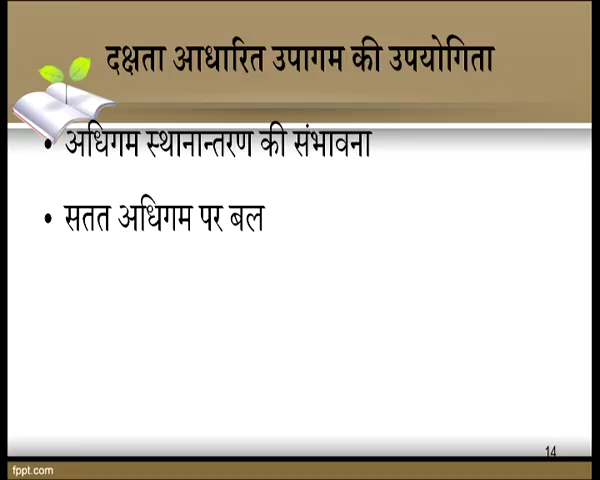 दक्षता आधारित उपागम की उपयोगिता
• अधिगम स्थानान्तरण की संभावना
• सतत अधिगम पर बल
14
fppt.com